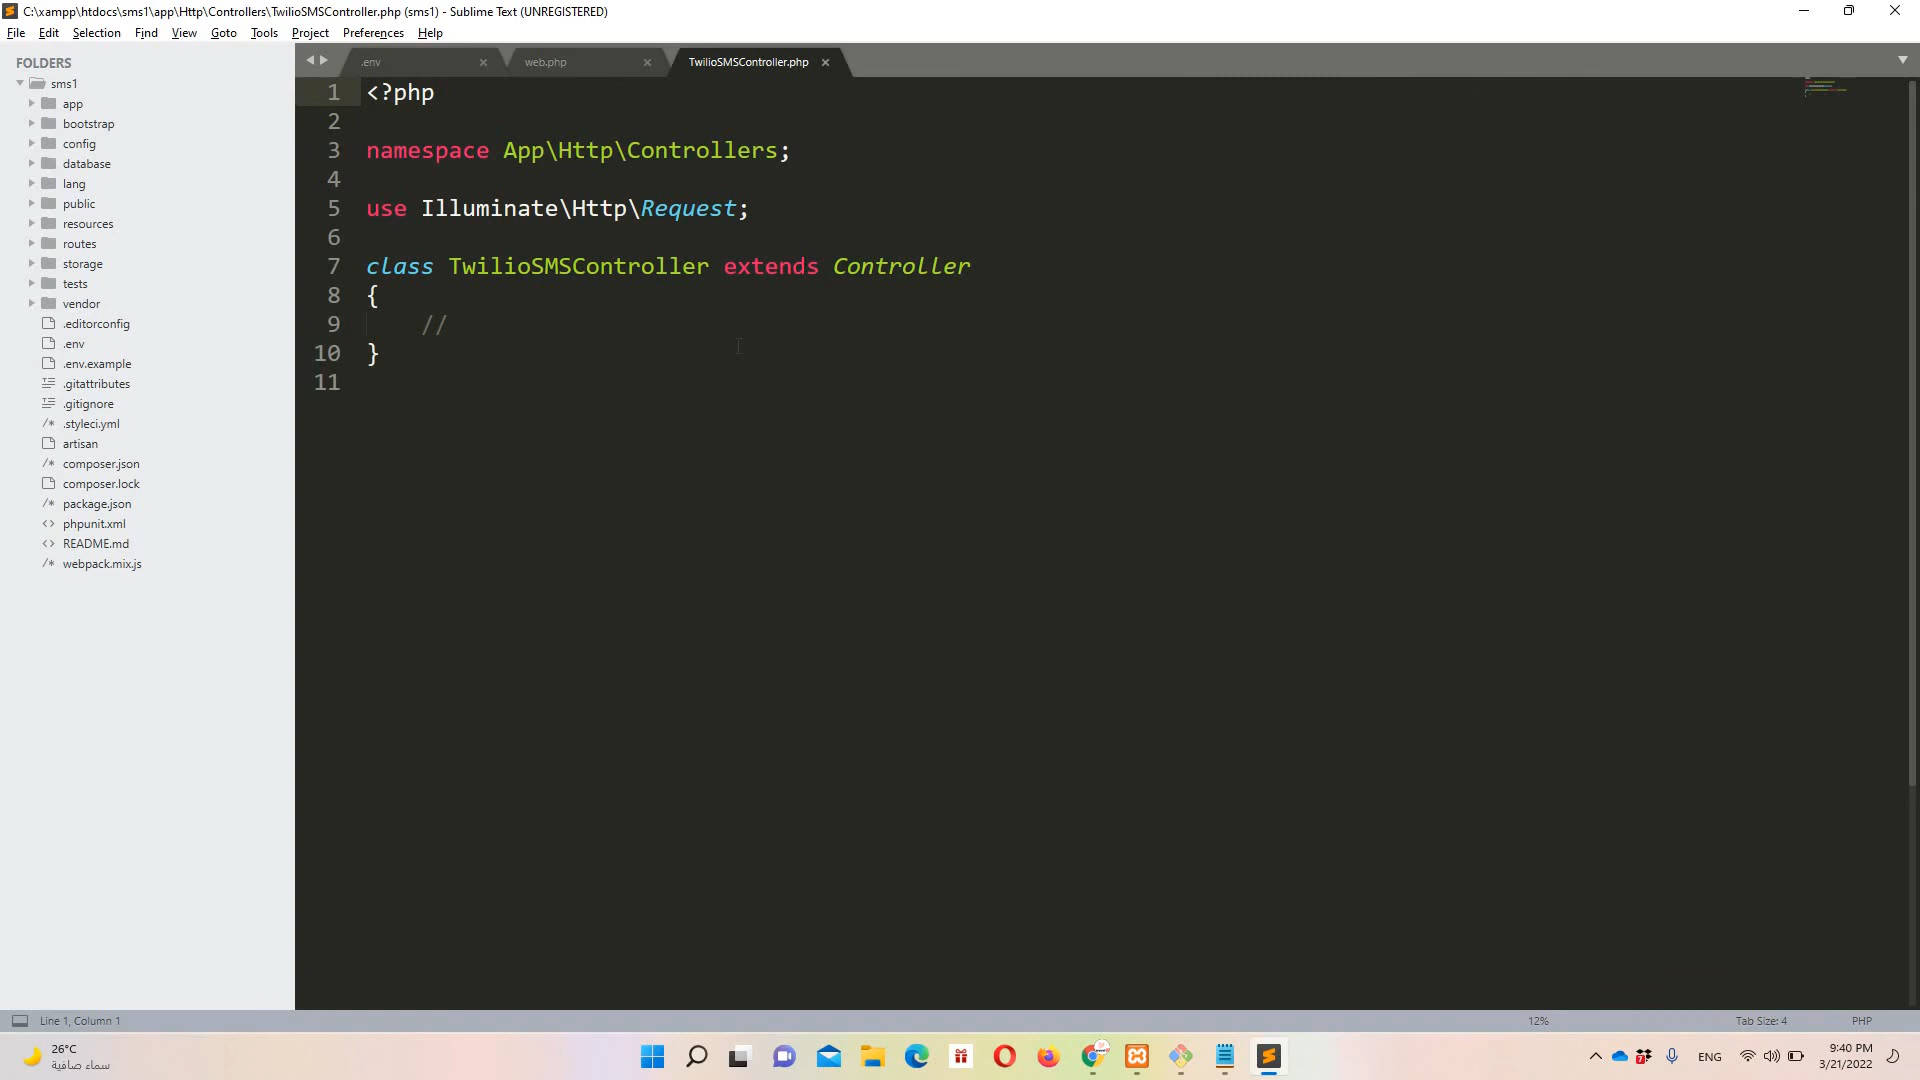 C:\xampp\htdocs\sms1\app\Http\Controllers\TwilioSMSController.php (sms1) - Sublime Text (UNREGISTERED)
File Edit Selection Find View Goto Tools Project Preferences Help
FOLDERS
sms1
app
bootstrap
config
database
lang
public
resources
routes
storage
tests
vendor
.editorconfig
.env
.env.example
.gitattributes
.gitignore
/* .styleci.yml
artisan
/* composer.json
composer.lock
/* package.json
<> phpunit.xml
<> README.md
/* webpack.mix.js
.env
web.php
TwilioSMSController.php
1 <?php
2
3 namespace App\Http\Controllers;
4
5 use Illuminate\Http\Request;
6
7 class TwilioSMSController extends Controller
8 {
9 //
10 }
11
Line 1, Column 1
12%
Tab Size: 4
PHP
26°C
سماء صافية
7
ENG
9:40 PM
3/21/2022